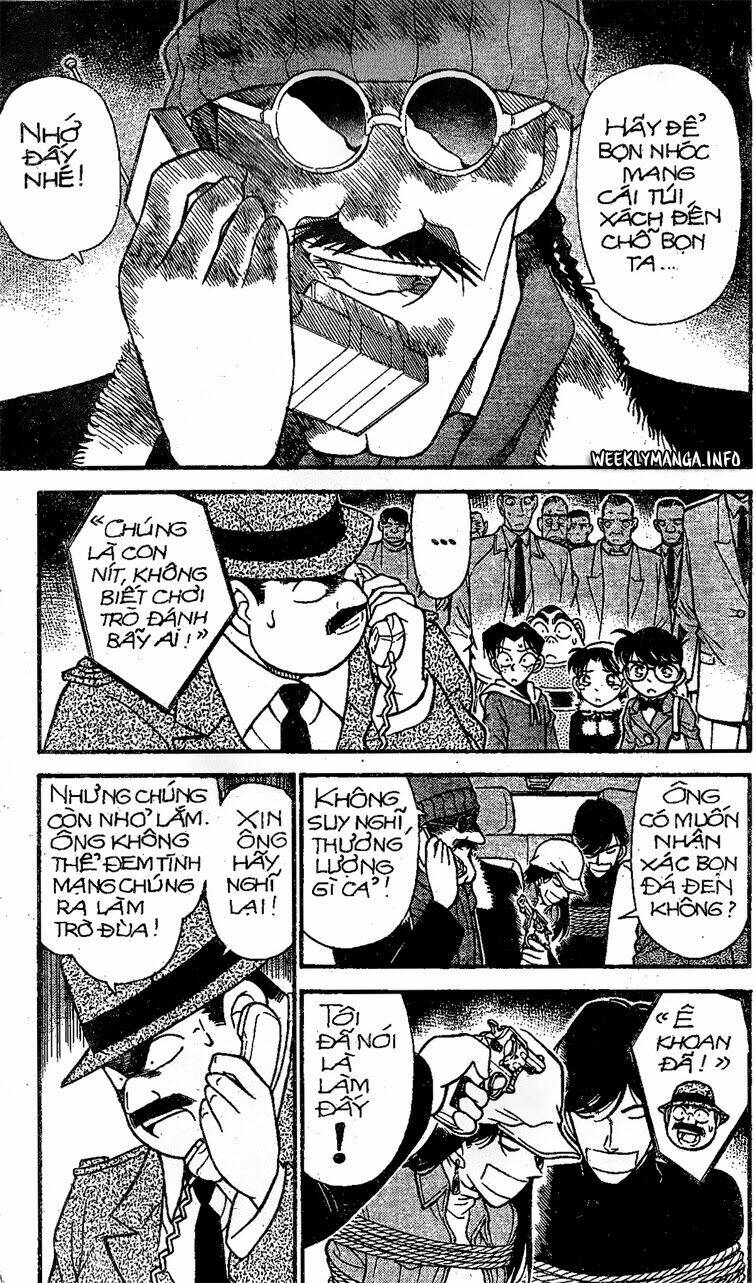 HÃY ĐỂ
BỌN NHÓC
MANG
CÁI TÚI
XÁCH ĐẾN
CHỖ BỌN
TA...
NHỚ
ĐẤY
NHÉ!
WEEKLYMANGA.INFO
...
"CHÚNG
LÀ CON
NÍT, KHÔNG
BIẾT CHƠI
TRÒ ĐÁNH
BẪY AI!"
ÔNG
CÓ MUỐN
NHÂN
XÁC BỌN
ĐÁ ĐEN
KHÔNG?
KHÔNG
SUY NGHĨ,
THƯƠNG
LƯỢNG
GÌ CẢ!
XIN
ÔNG
HÃY
NGHĨ
LẠI!
NHƯNG CHÚNG
CÒN NHỎ LẮM.
ÔNG KHÔNG
THỂ ĐEM TÍNH
MẠNG CHÚNG
RA LÀM
TRÒ ĐÙA!
"Ê
KHOAN
ĐÃ!"
TÔI
ĐÃ NÓI
LÀ
LÀM
ĐẤY
!